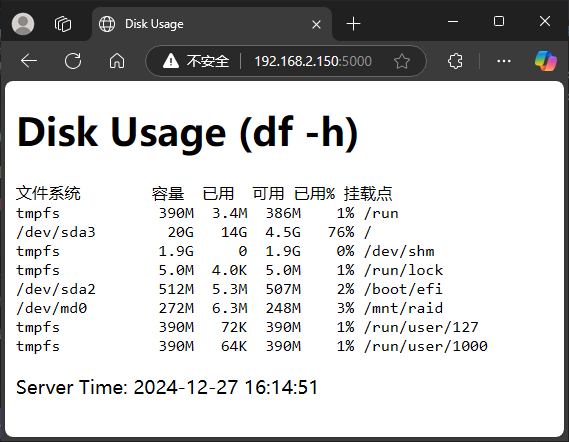 Disk Usage
不安全 192.168.2.150:5000
Disk Usage (df -h)
文件系统 容量 已用 可用 已用% 挂载点
tmpfs 390M 3.4M 386M 1% /run
/dev/sda3 20G 14G 4.5G 76% /
tmpfs 1.9G 0 1.9G 0% /dev/shm
tmpfs 5.0M 4.0K 5.0M 1% /run/lock
/dev/sda2 512M 5.3M 507M 2% /boot/efi
/dev/md0 272M 6.3M 248M 3% /mnt/raid
tmpfs 390M 72K 390M 1% /run/user/127
tmpfs 390M 64K 390M 1% /run/user/1000
Server Time: 2024-12-27 16:14:51